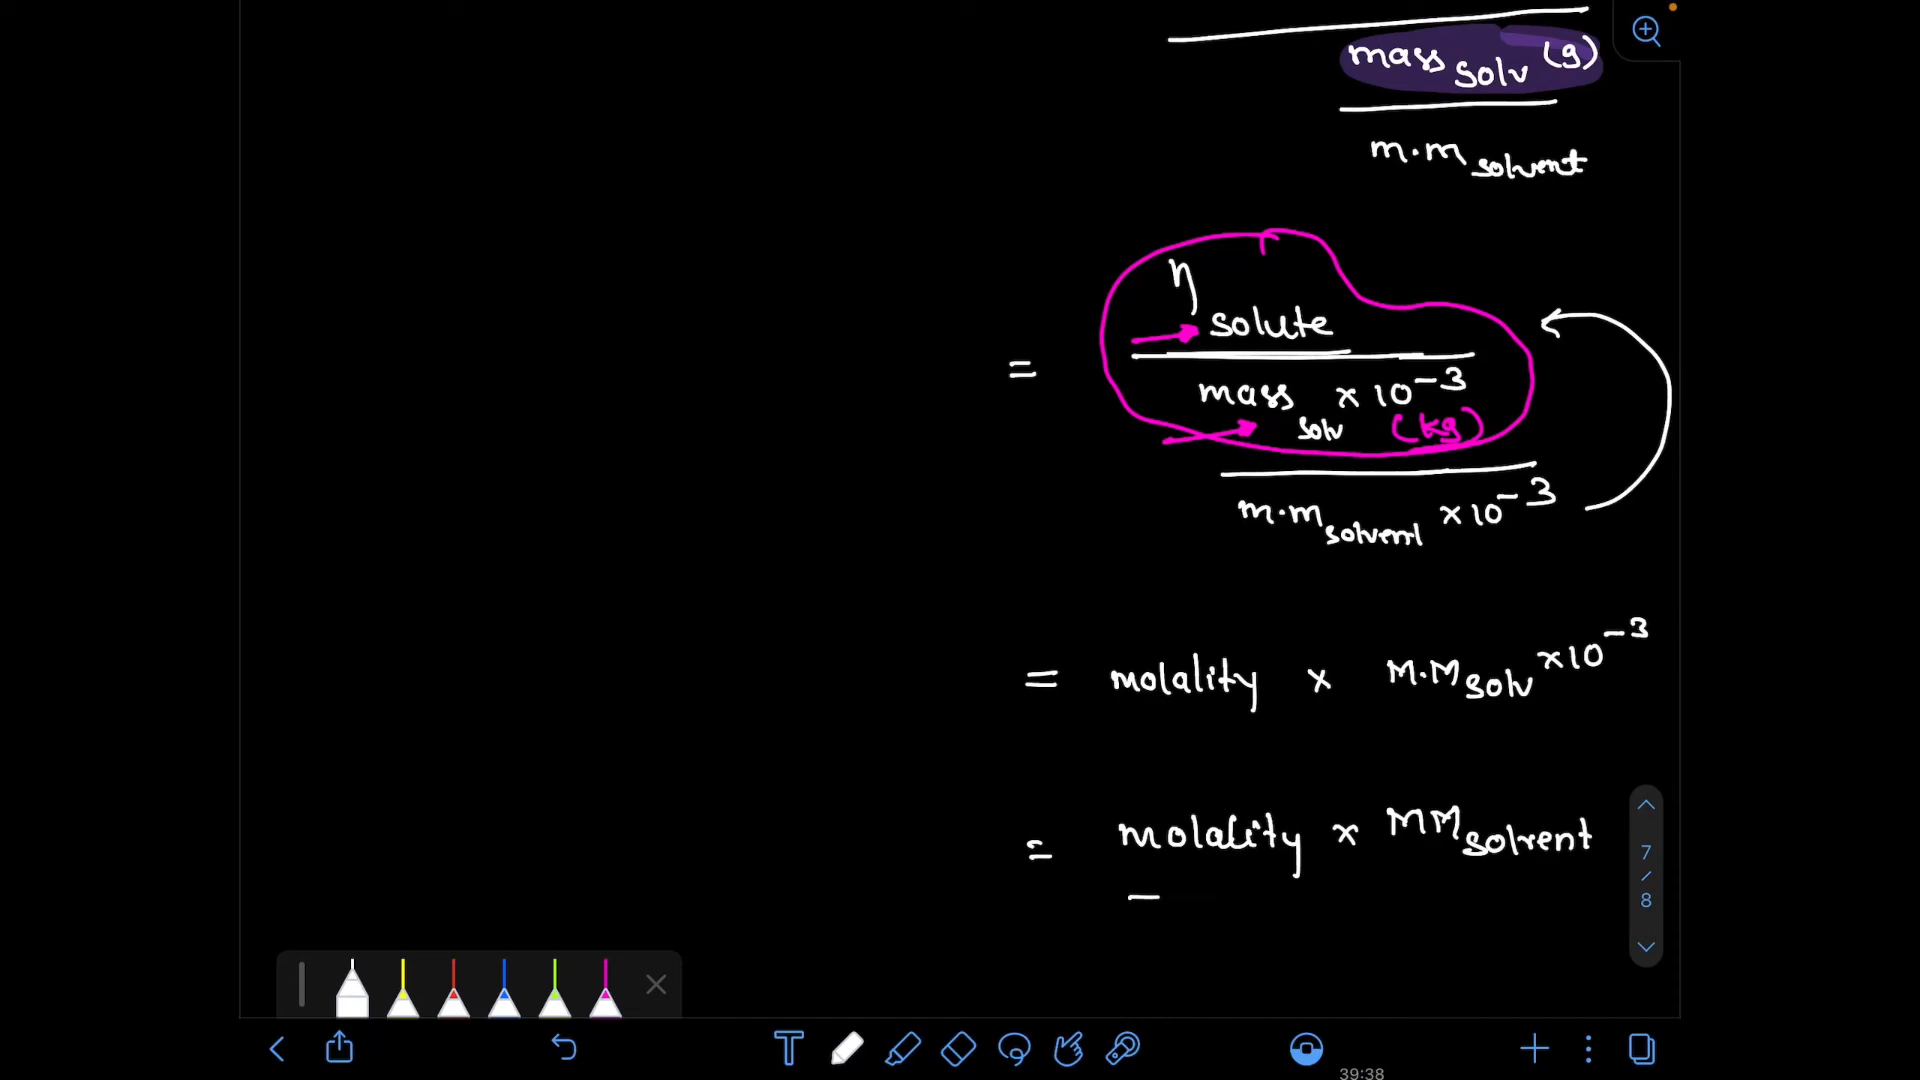 mass solv (g)
m.m solvent
η solute
=
mass solv × 10⁻³ (kg)
m.m solvent × 10⁻³
= molality × M.M solv × 10⁻³
= molality × MM solvent
7
/
8
T
39:38